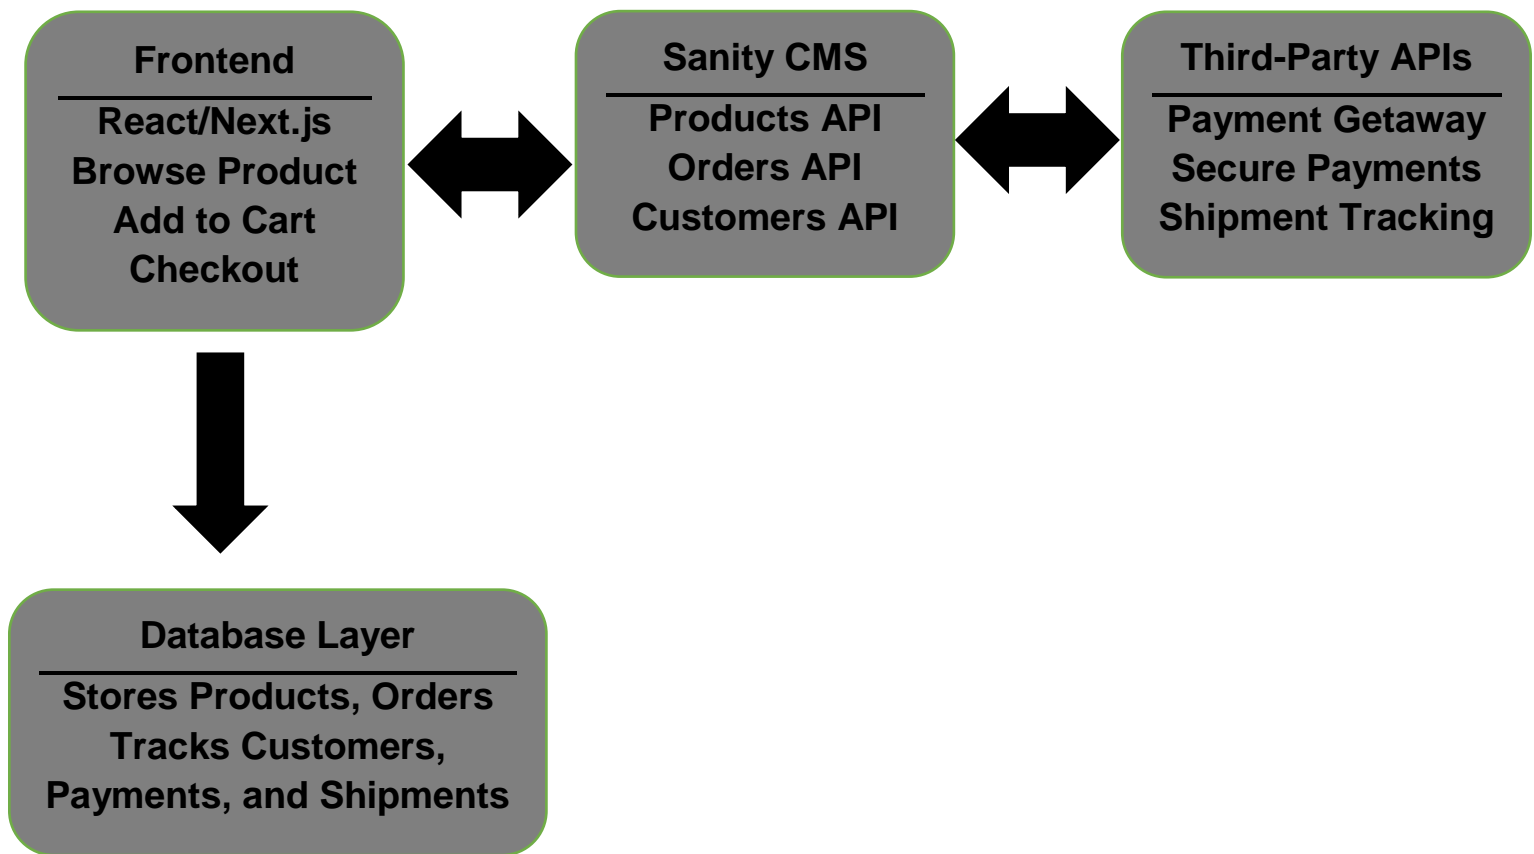 Frontend
React/Next.js
Browse Product
Add to Cart
Checkout
Sanity CMS
Products API
Orders API
Customers API
Third-Party APIs
Payment Getaway
Secure Payments
Shipment Tracking
Database Layer
Stores Products, Orders
Tracks Customers,
Payments, and Shipments